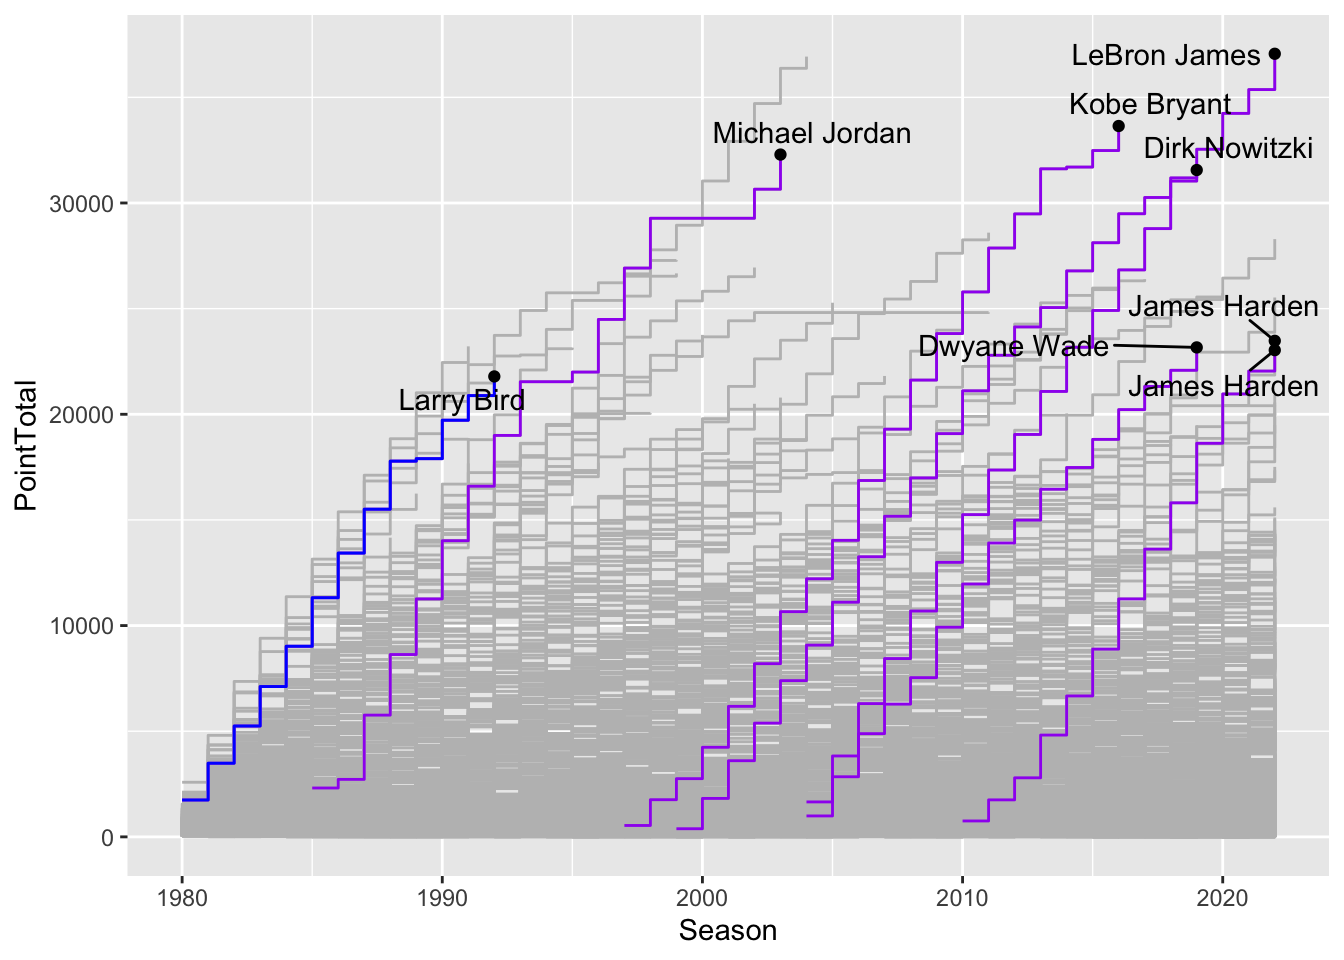 LeBron James
Kobe Bryant
Michael Jordan
Dirk Nowitzki
James Harden
Dwyane Wade
James Harden
Larry Bird
PointTotal
30000
20000
10000
0
1980
1990
2000
2010
2020
Season